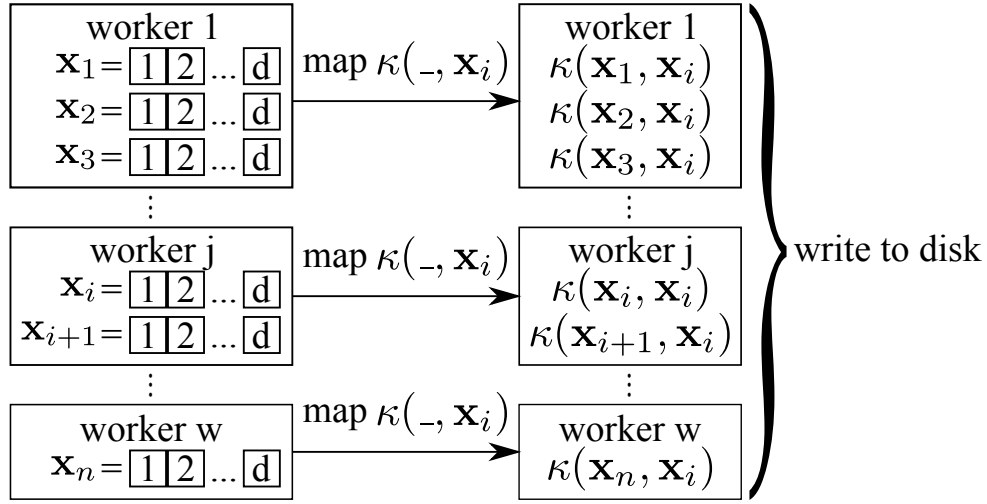 worker 1
x₁= 1 2 ... d
x₂= 1 2 ... d
x₃= 1 2 ... d
map κ(_, xᵢ)
worker 1
κ(x₁, xᵢ)
κ(x₂, xᵢ)
κ(x₃, xᵢ)
⋮
⋮
worker j
xᵢ= 1 2 ... d
xᵢ₊₁= 1 2 ... d
map κ(_, xᵢ)
worker j
κ(xᵢ, xᵢ)
κ(xᵢ₊₁, xᵢ)
write to disk
⋮
⋮
worker w
xₙ= 1 2 ... d
map κ(_, xᵢ)
worker w
κ(xₙ, xᵢ)